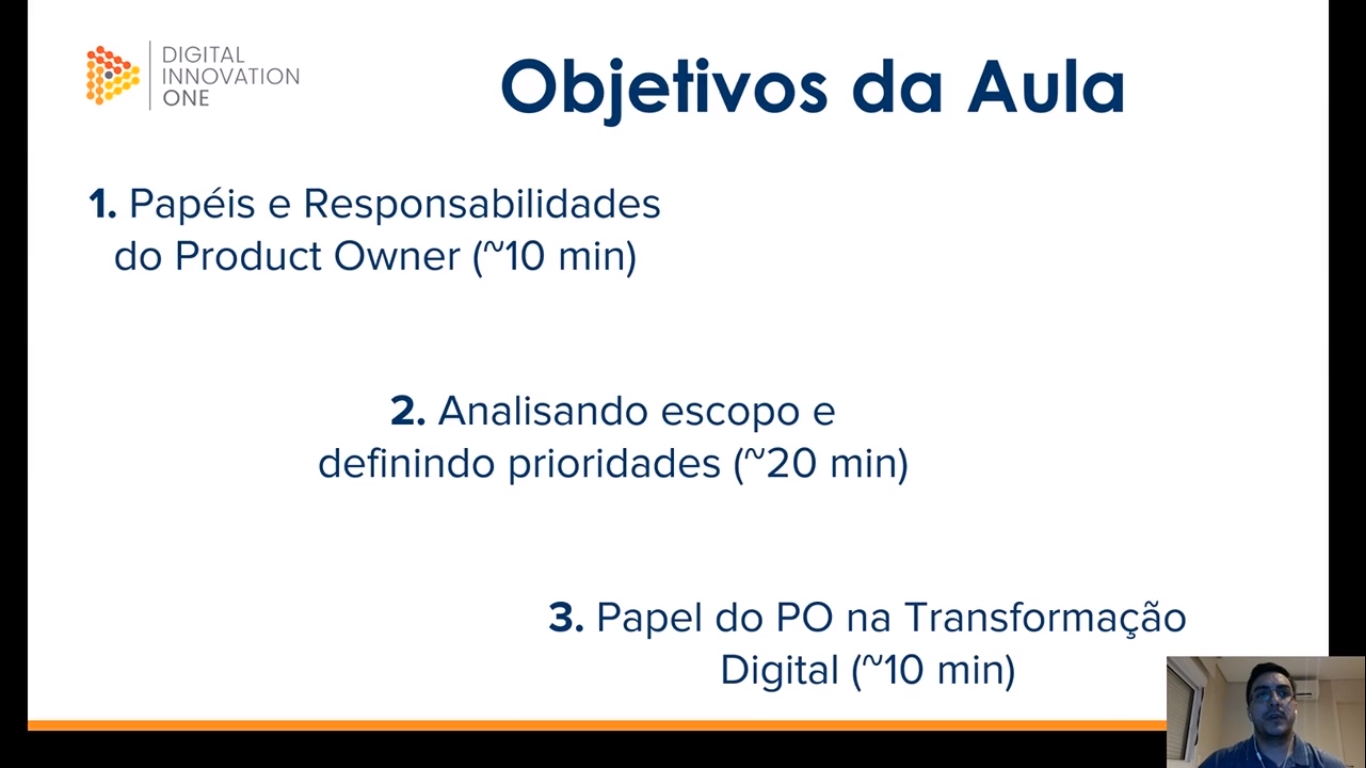 DIGITAL
INNOVATION
ONE
Objetivos da Aula
1. Papéis e Responsabilidades
do Product Owner (~10 min)
2. Analisando escopo e
definindo prioridades (~20 min)
3. Papel do PO na Transformação
Digital (~10 min)